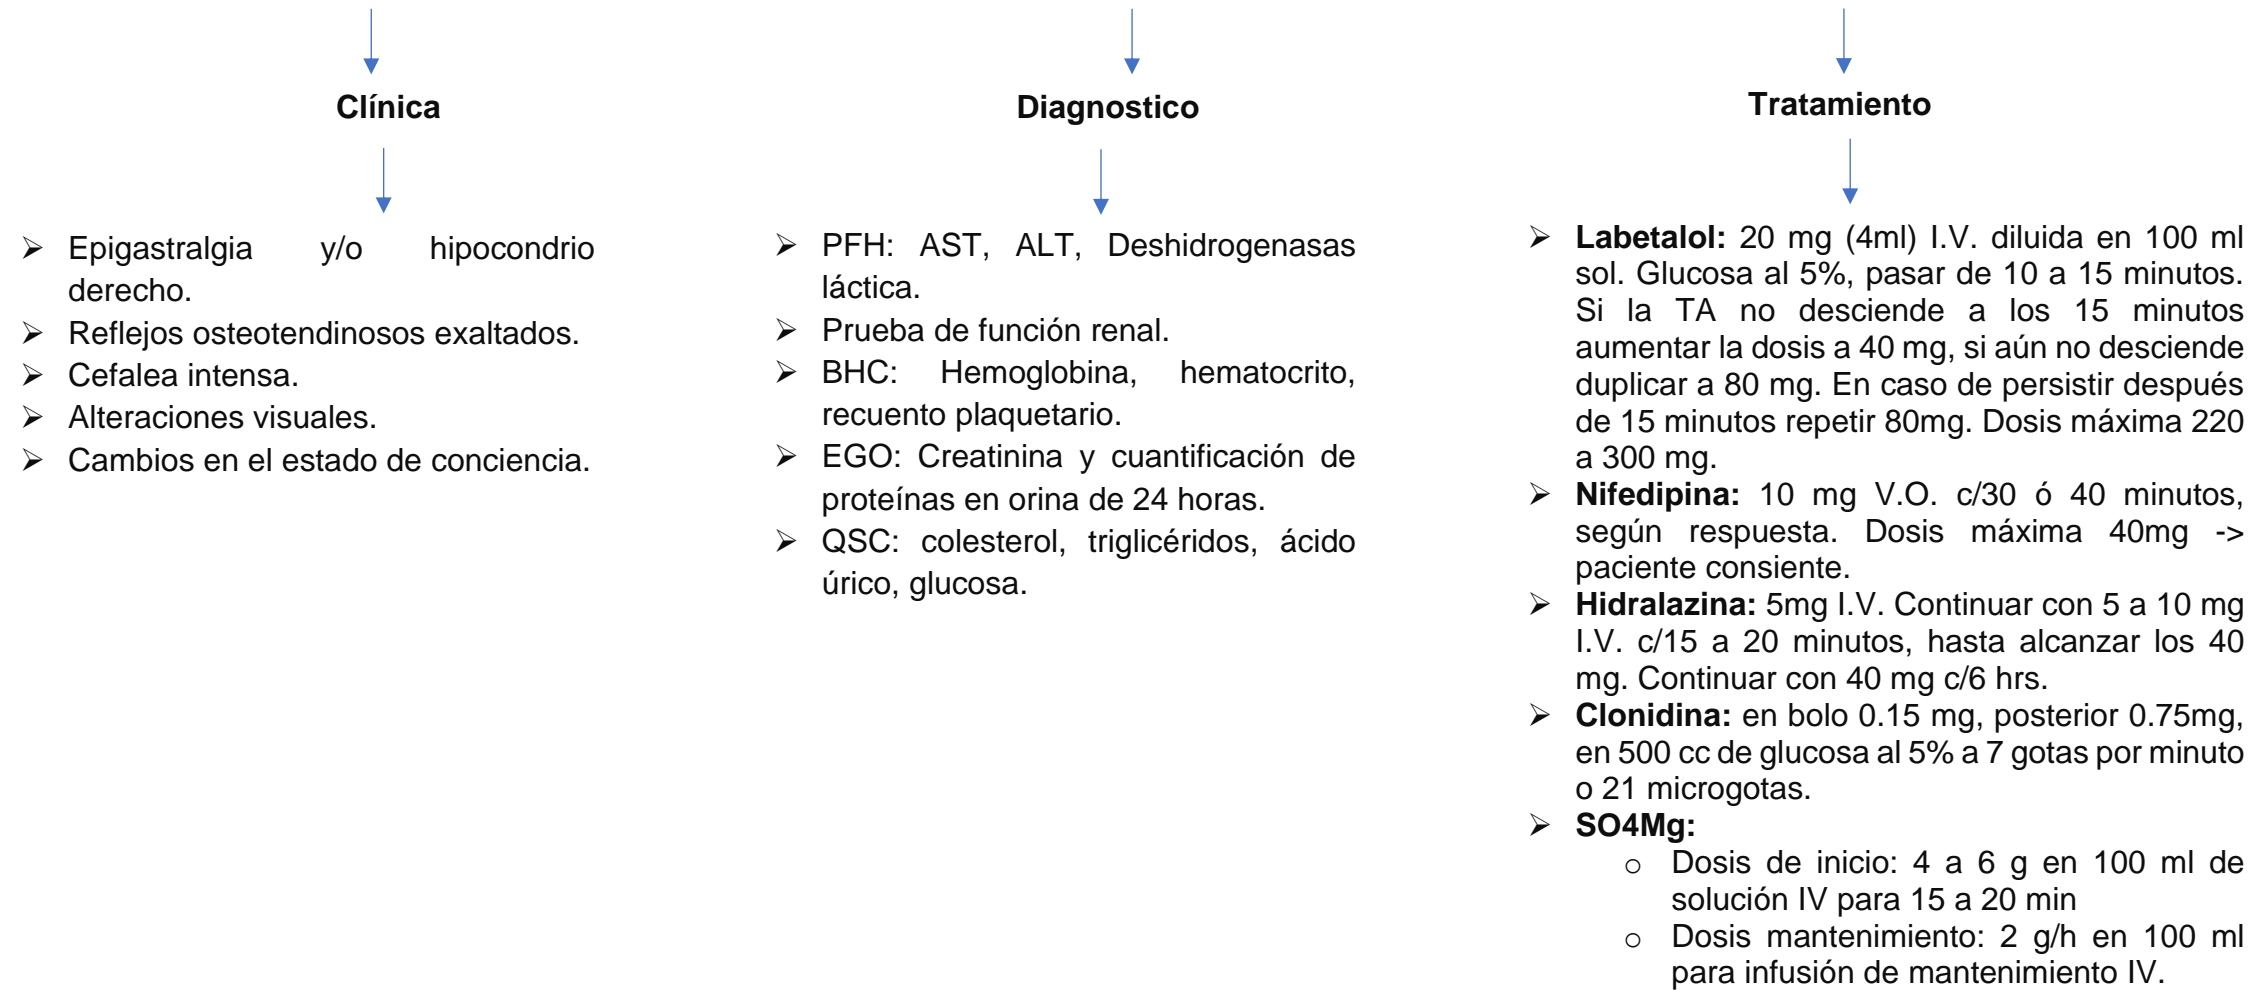 Clínica
➢ Epigastralgia y/o hipocondrio
derecho.
➢ Reflejos osteotendinosos exaltados.
➢ Cefalea intensa.
➢ Alteraciones visuales.
➢ Cambios en el estado de conciencia.
Diagnostico
➢ PFH: AST, ALT, Deshidrogenasas
láctica.
➢ Prueba de función renal.
➢ BHC: Hemoglobina, hematocrito,
recuento plaquetario.
➢ EGO: Creatinina y cuantificación de
proteínas en orina de 24 horas.
➢ QSC: colesterol, triglicéridos, ácido
úrico, glucosa.
Tratamiento
➢ Labetalol: 20 mg (4ml) I.V. diluida en 100 ml
sol. Glucosa al 5%, pasar de 10 a 15 minutos.
Si la TA no desciende a los 15 minutos
aumentar la dosis a 40 mg, si aún no desciende
duplicar a 80 mg. En caso de persistir después
de 15 minutos repetir 80mg. Dosis máxima 220
a 300 mg.
➢ Nifedipina: 10 mg V.O. c/30 ó 40 minutos,
según respuesta. Dosis máxima 40mg ->
paciente consiente.
➢ Hidralazina: 5mg I.V. Continuar con 5 a 10 mg
I.V. c/15 a 20 minutos, hasta alcanzar los 40
mg. Continuar con 40 mg c/6 hrs.
➢ Clonidina: en bolo 0.15 mg, posterior 0.75mg,
en 500 cc de glucosa al 5% a 7 gotas por minuto
o 21 microgotas.
➢ SO4Mg:
o Dosis de inicio: 4 a 6 g en 100 ml de
solución IV para 15 a 20 min
o Dosis mantenimiento: 2 g/h en 100 ml
para infusión de mantenimiento IV.